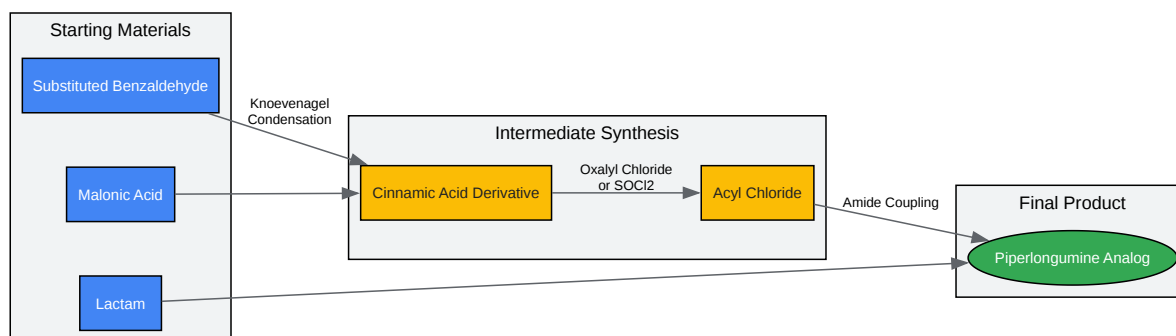 Starting Materials
Substituted Benzaldehyde
Malonic Acid
Lactam
Knoevenagel
Condensation
Intermediate Synthesis
Cinnamic Acid Derivative
Oxalyl Chloride
or SOCl2
Acyl Chloride
Amide Coupling
Final Product
Piperlongumine Analog